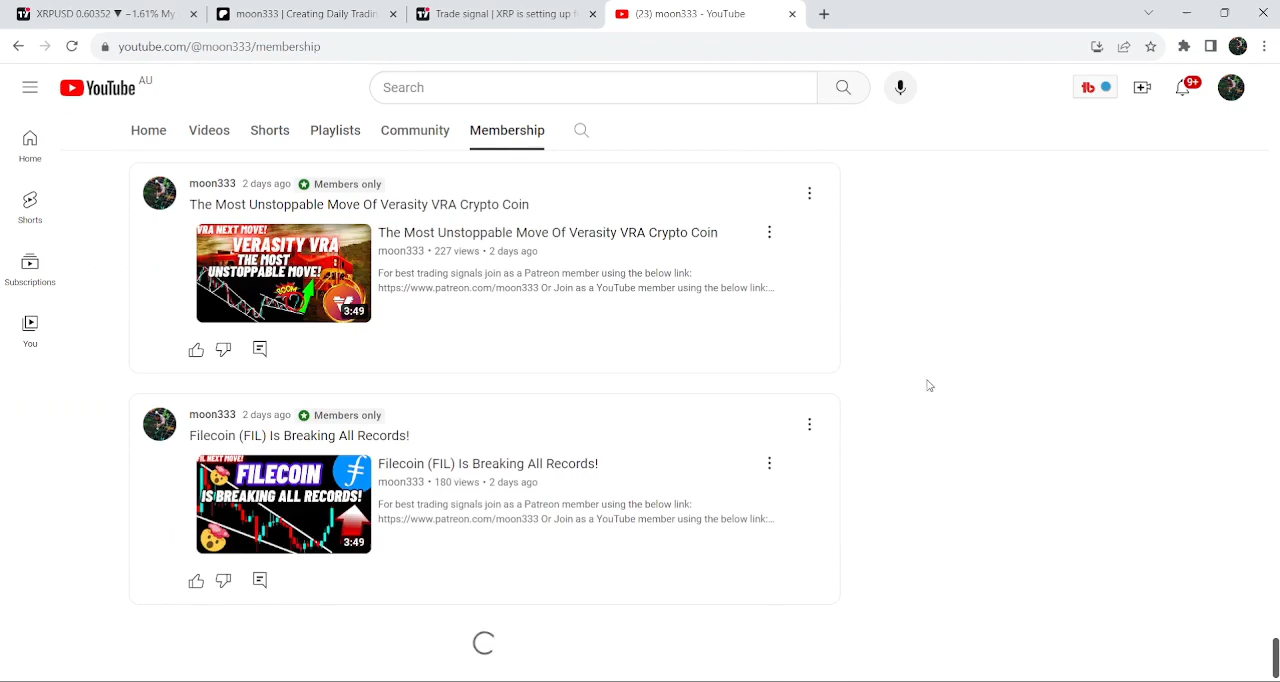 XRPUSD 0.60352 ▼ −1.61% My
moon333 | Creating Daily Tradin
Trade signal | XRP is setting up f
(23) moon333 - YouTube
youtube.com/@moon333/membership
YouTube AU
Search
9+
Home
Videos
Shorts
Playlists
Community
Membership
Home
Shorts
Subscriptions
You
moon333 2 days ago Members only
The Most Unstoppable Move Of Verasity VRA Crypto Coin
VRA NEXT MOVE!
VERASITY VRA
THE MOST
UNSTOPPABLE MOVE!
BOOM
3:49
The Most Unstoppable Move Of Verasity VRA Crypto Coin
moon333 • 227 views • 2 days ago
For best trading signals join as a Patreon member using the below link:
https://www.patreon.com/moon333 Or Join as a YouTube member using the below link:...
moon333 2 days ago Members only
Filecoin (FIL) Is Breaking All Records!
FIL NEXT MOVE!
FILECOIN
IS BREAKING ALL RECORDS!
3:49
Filecoin (FIL) Is Breaking All Records!
moon333 • 180 views • 2 days ago
For best trading signals join as a Patreon member using the below link:
https://www.patreon.com/moon333 Or Join as a YouTube member using the below link:...